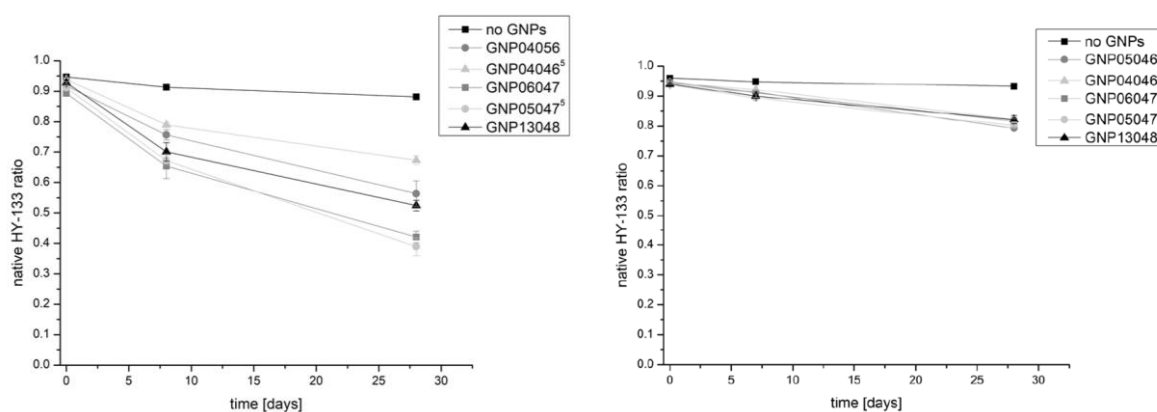 no GNPs
GNP04056
GNP04046⁵
GNP06047
GNP05047⁵
GNP13048
1.0
0.9
0.8
0.7
0.6
0.5
0.4
0.3
0.2
0.1
0.0
native HY-133 ratio
0 5 10 15 20 25 30
time [days]
no GNPs
GNP05046
GNP04046
GNP06047
GNP05047
GNP13048
1.0
0.9
0.8
0.7
0.6
0.5
0.4
0.3
0.2
0.1
0.0
native HY-133 ratio
0 5 10 15 20 25 30
time [days]